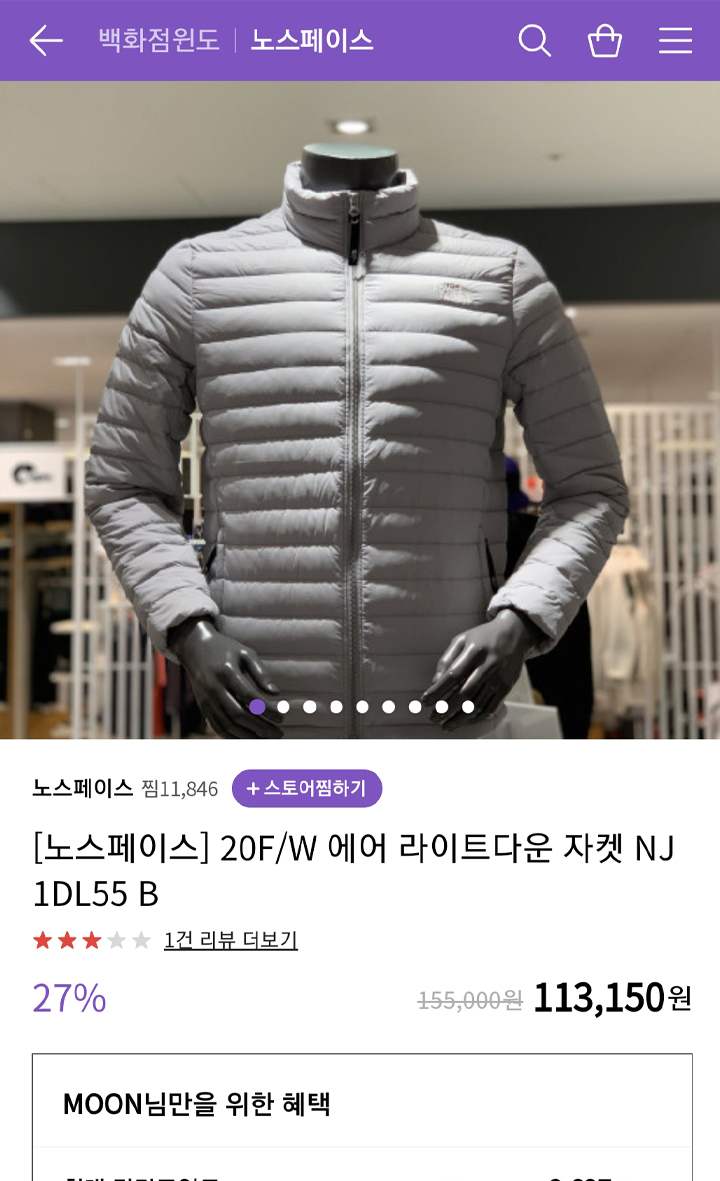 백화점윈도 | 노스페이스
노스페이스 찜11,846 + 스토어찜하기
[노스페이스] 20F/W 에어 라이트다운 자켓 NJ
1DL55 B
1건 리뷰 더보기
27% 155,000원 113,150원
MOON님만을 위한 혜택